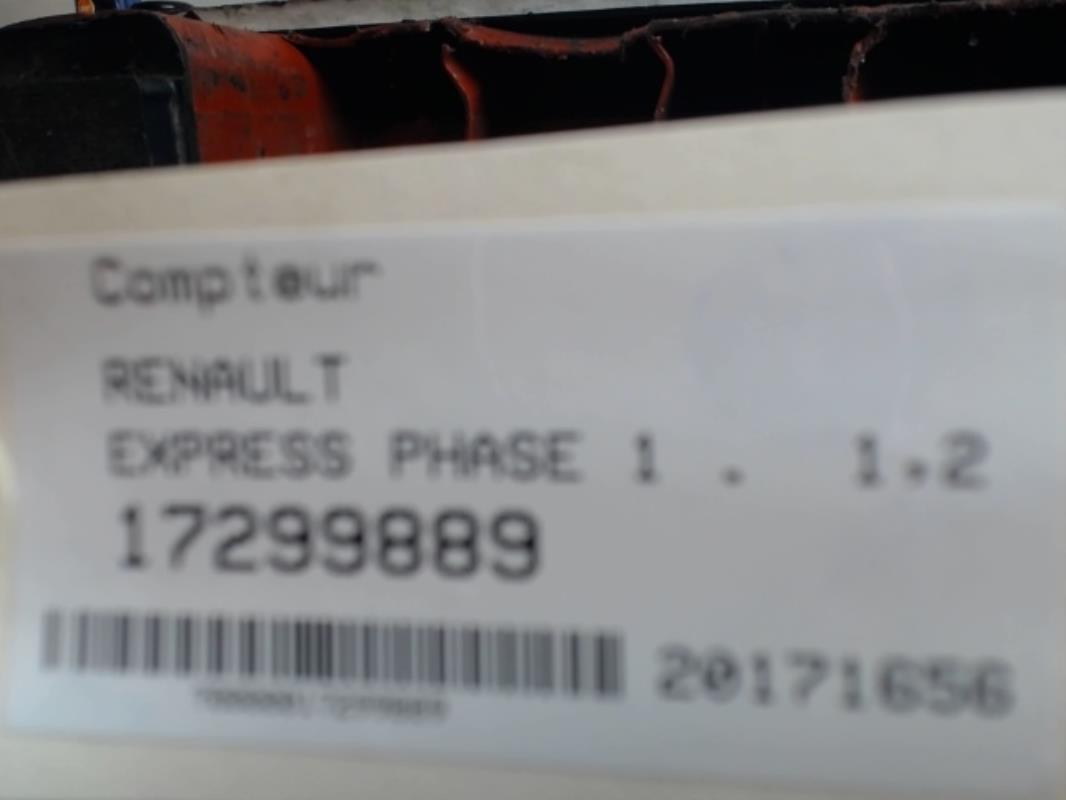 Compteur
RENAULT
EXPRESS PHASE 1 . 1.2
17299889
20171656